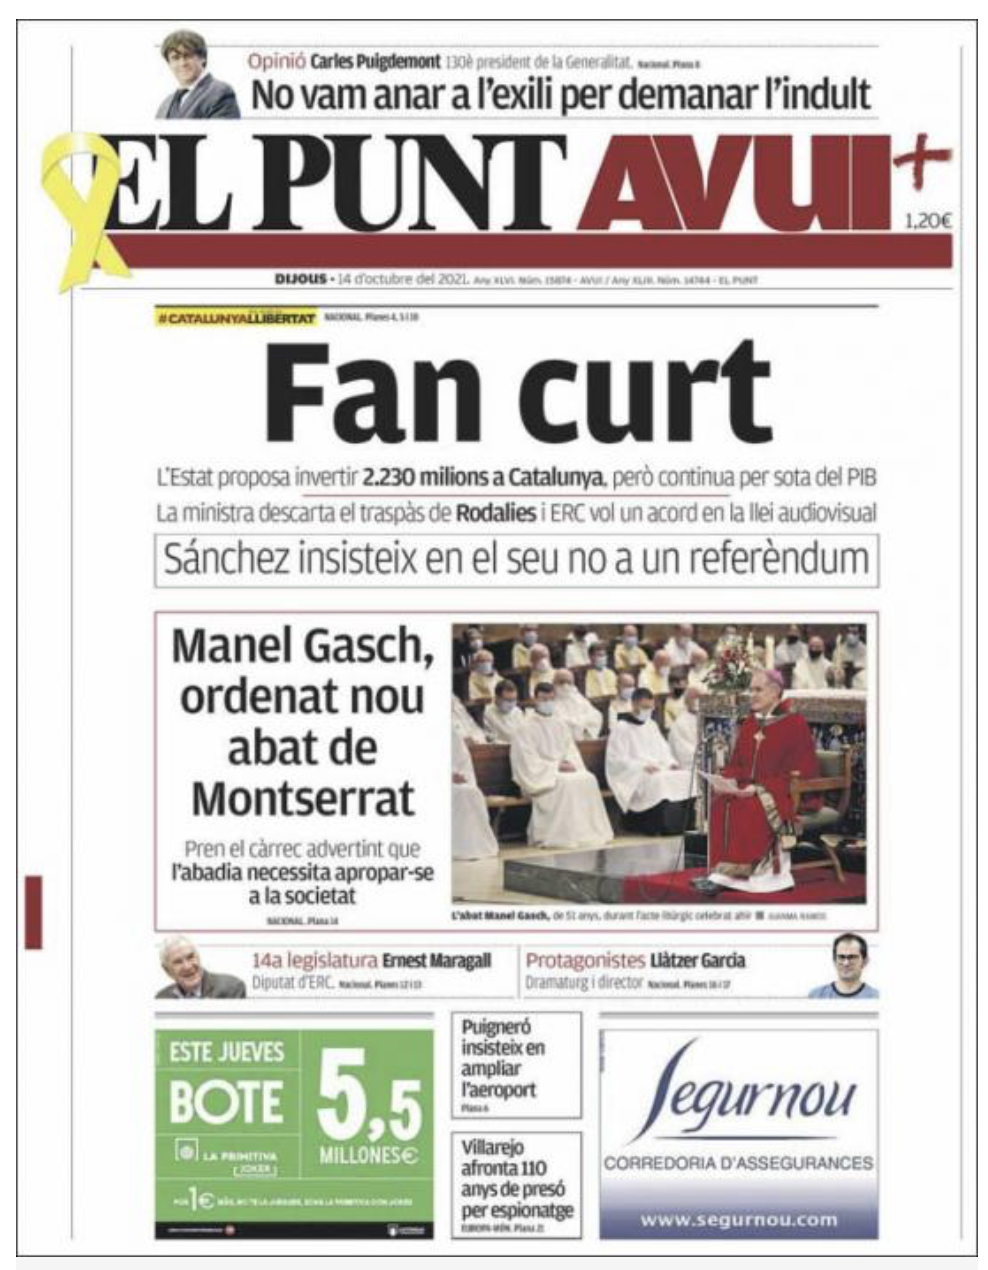 Opinió Carles Puigdemont 130è president de la Generalitat. Nacional. Plana 8
No vam anar a l'exili per demanar l'indult
EL PUNT AVUI+
1,20€
DIJOUS · 14 d'octubre del 2021. Any XLVI. Núm. 15874 - AVUI / Any XLIII. Núm. 14744 - EL PUNT
#CATALUNYALLIBERTAT NACIONAL. Planes 4, 5 i 10
Fan curt
L'Estat proposa invertir 2.230 milions a Catalunya, però continua per sota del PIB
La ministra descarta el traspàs de Rodalies i ERC vol un acord en la llei audiovisual
Sánchez insisteix en el seu no a un referèndum
Manel Gasch,
ordenat nou
abat de
Montserrat
Pren el càrrec advertint que
l'abadia necessita apropar-se
a la societat
NACIONAL. Plana 14
L'abat Manel Gasch, de 51 anys, durant l'acte litúrgic celebrat ahir
14a legislatura Ernest Maragall
Diputat d'ERC. Nacional. Planes 12 i 13
Protagonistes Llàtzer Garcia
Dramaturg i director Nacional. Planes 16 i 17
ESTE JUEVES
BOTE
5,5
MILLONES€
LA PRIMITIVA
JOKER
POR 1€ MÁS
Puigneró
insisteix en
ampliar
l'aeroport
Plana 6
Villarejo
afronta 110
anys de presó
per espionatge
EUROPA-MÓN. Plana 21
Segurnou
CORREDORIA D'ASSEGURANCES
www.segurnou.com